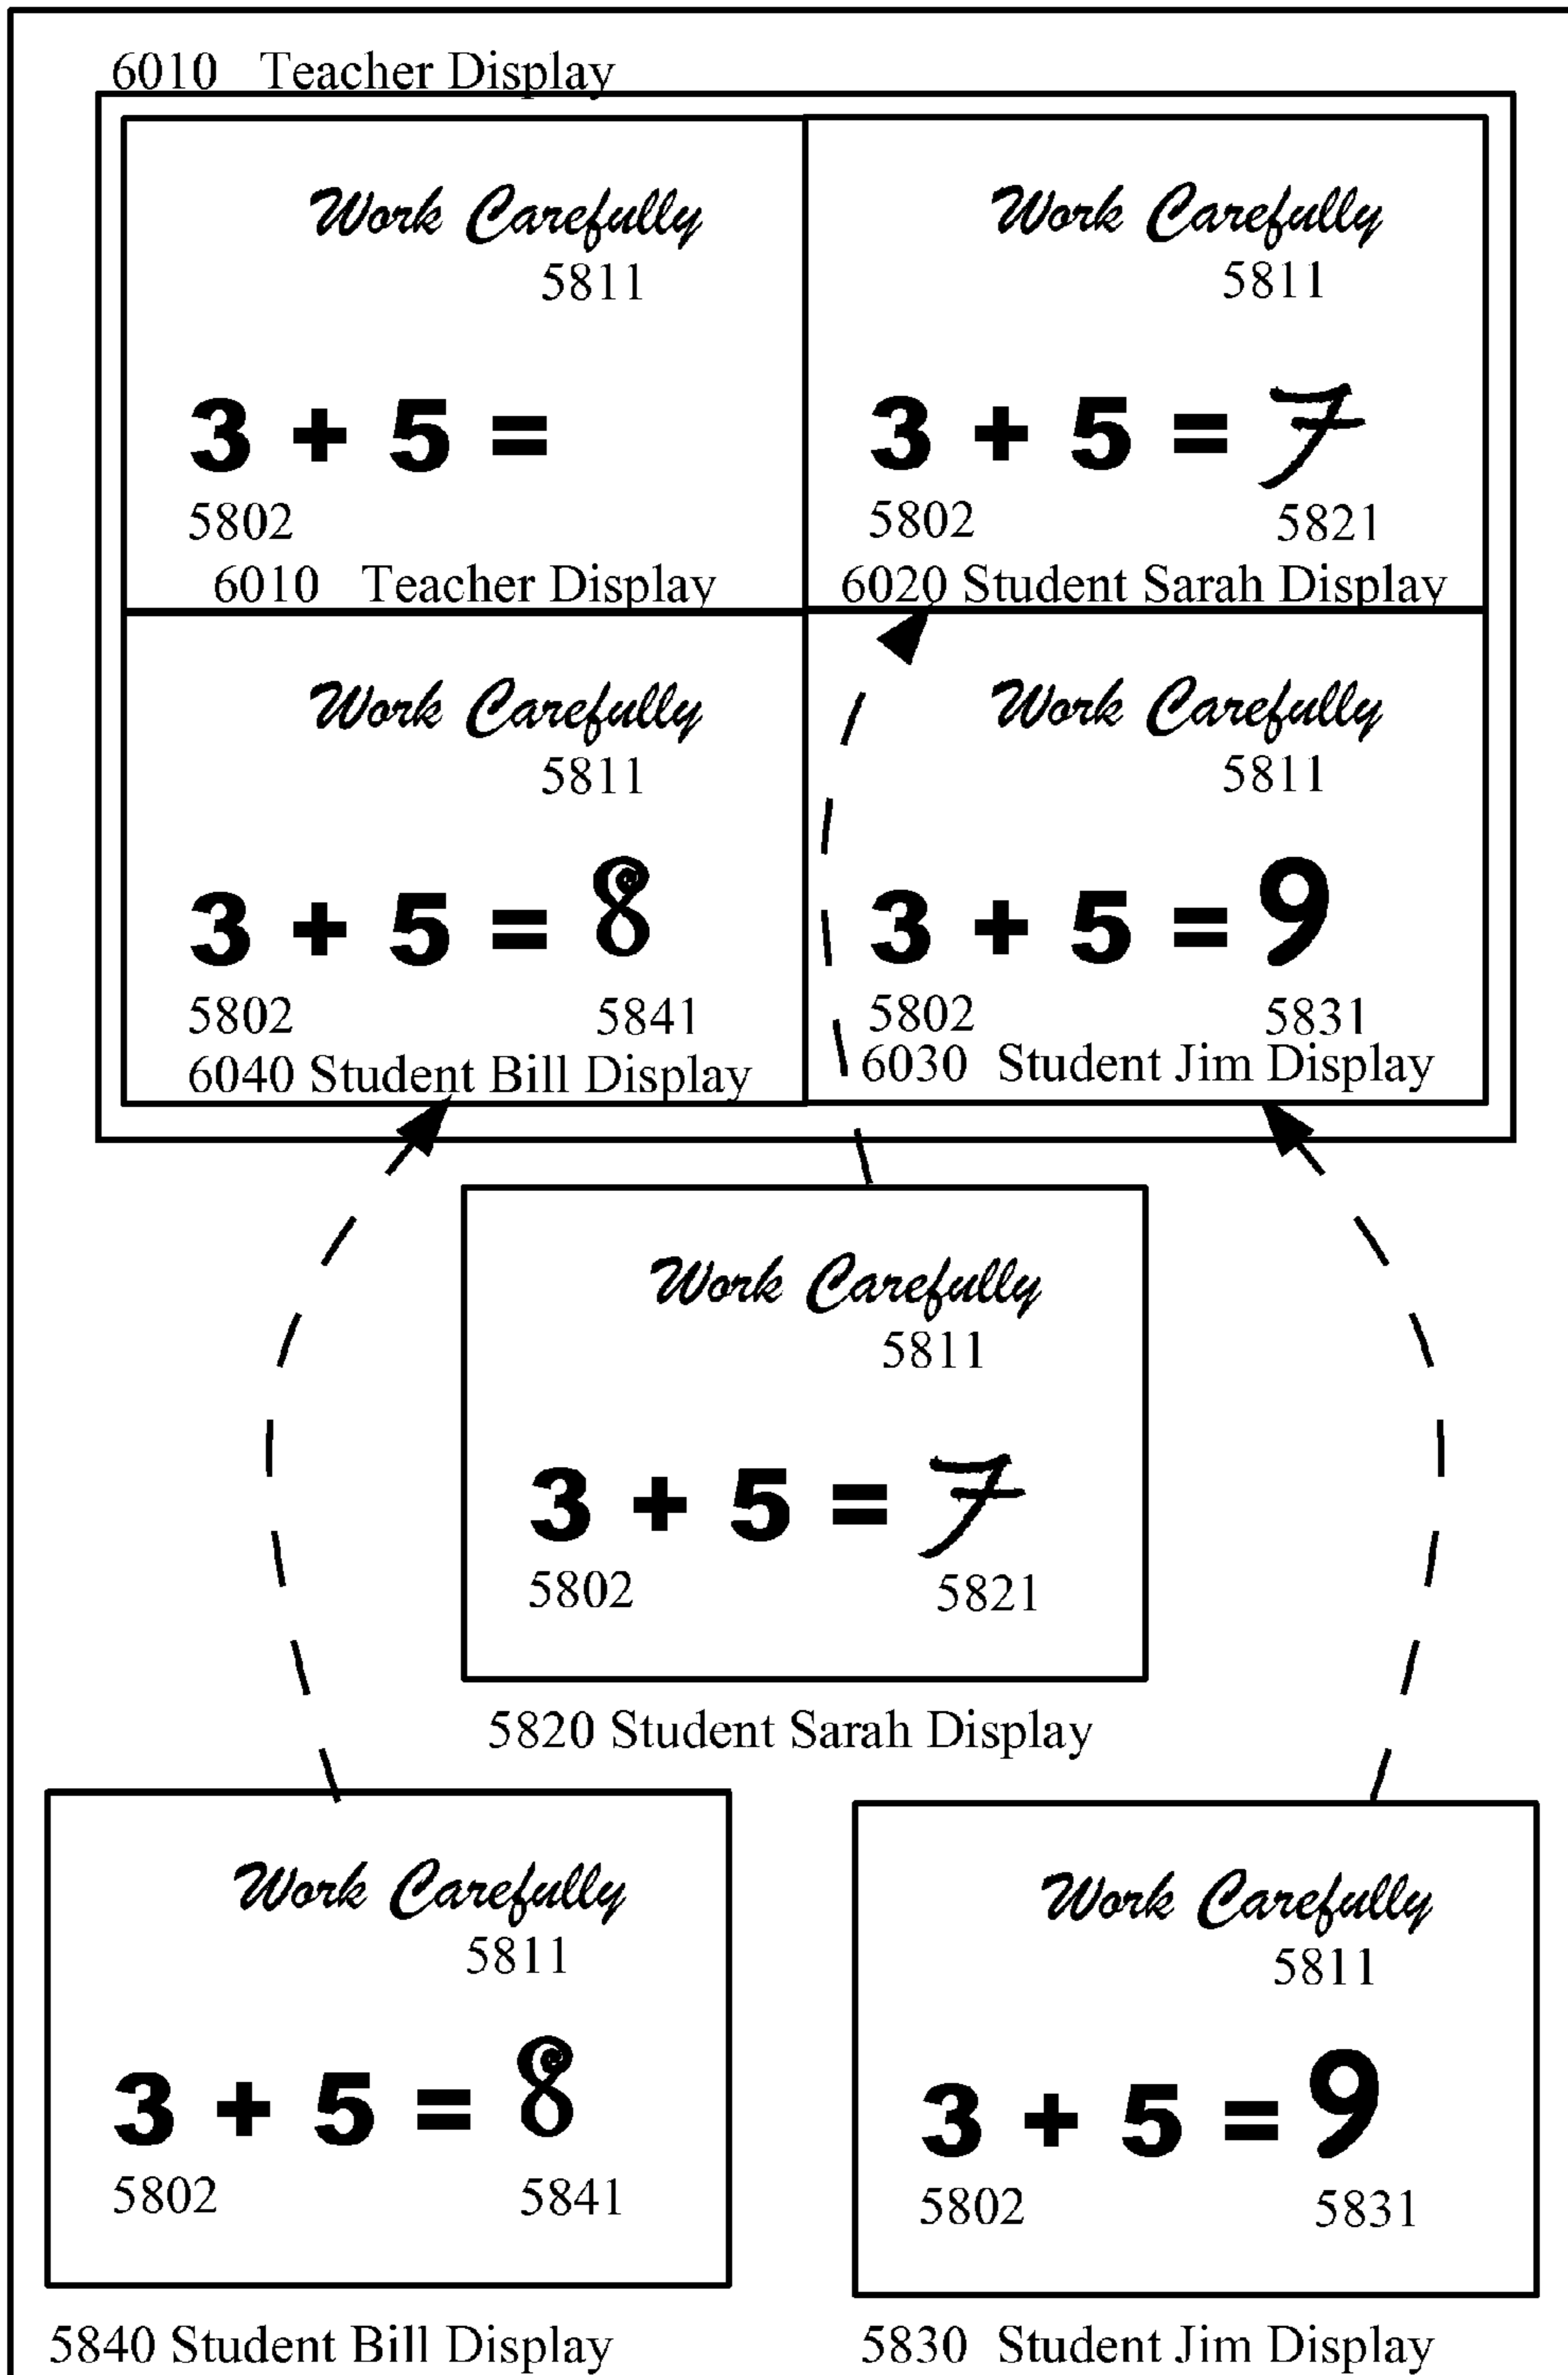 6010 Teacher Display
Work Carefully
5811
3 + 5 =
5802
6010 Teacher Display
Work Carefully
5811
3 + 5 = 7
5802 5821
6020 Student Sarah Display
Work Carefully
5811
3 + 5 = 8
5802 5841
6040 Student Bill Display
Work Carefully
5811
3 + 5 = 9
5802 5831
6030 Student Jim Display
Work Carefully
5811
3 + 5 = 7
5802 5821
5820 Student Sarah Display
Work Carefully
5811
3 + 5 = 8
5802 5841
5840 Student Bill Display
Work Carefully
5811
3 + 5 = 9
5802 5831
5830 Student Jim Display